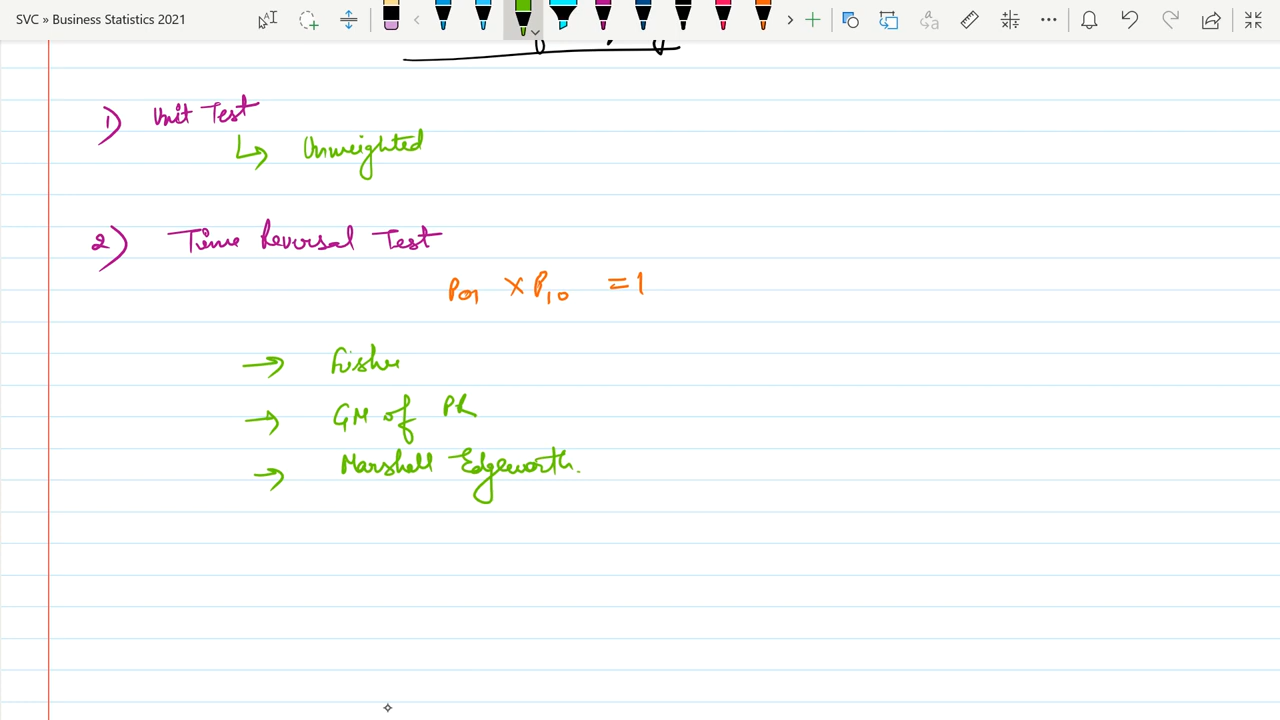 SVC » Business Statistics 2021
1) Unit Test
↳ Unweighted
2) Time Reversal Test
P01 × P10 = 1
→ Fisher
→ GM of PR
→ Marshall Edgeworth.